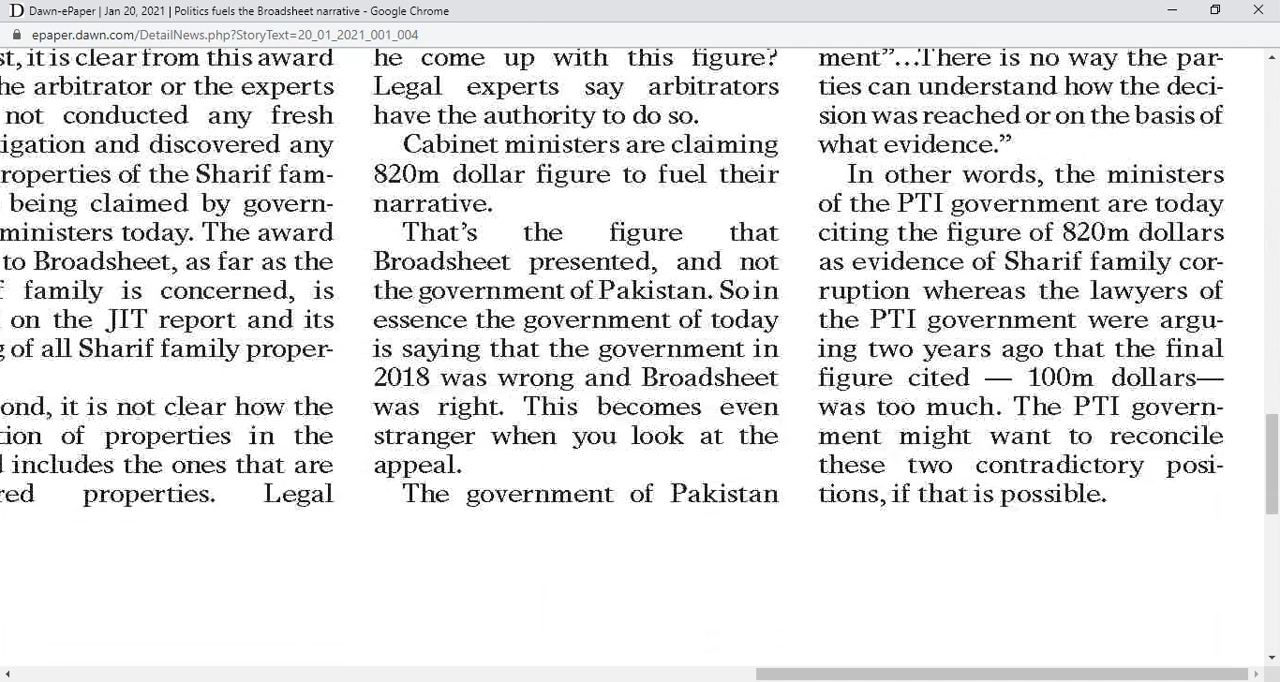 Dawn-ePaper | Jan 20, 2021 | Politics fuels the Broadsheet narrative - Google Chrome
epaper.dawn.com/DetailNews.php?StoryText=20_01_2021_001_004
it is clear from this award
arbitrator or the experts
not conducted any fresh
and discovered any
of the Sharif fam-
being claimed by govern-
ministers today. The award
to Broadsheet, as far as the
family is concerned, is
on the JIT report and its
of all Sharif family proper-
it is not clear how the
of properties in the
includes the ones that are
properties. Legal
he come up with this figure?
Legal experts say arbitrators
have the authority to do so.
Cabinet ministers are claiming
820m dollar figure to fuel their
narrative.
That's the figure that
Broadsheet presented, and not
the government of Pakistan. So in
essence the government of today
is saying that the government in
2018 was wrong and Broadsheet
was right. This becomes even
stranger when you look at the
appeal.
The government of Pakistan
ment”...There is no way the par-
ties can understand how the deci-
sion was reached or on the basis of
what evidence.”
In other words, the ministers
of the PTI government are today
citing the figure of 820m dollars
as evidence of Sharif family cor-
ruption whereas the lawyers of
the PTI government were argu-
ing two years ago that the final
figure cited — 100m dollars—
was too much. The PTI govern-
ment might want to reconcile
these two contradictory posi-
tions, if that is possible.